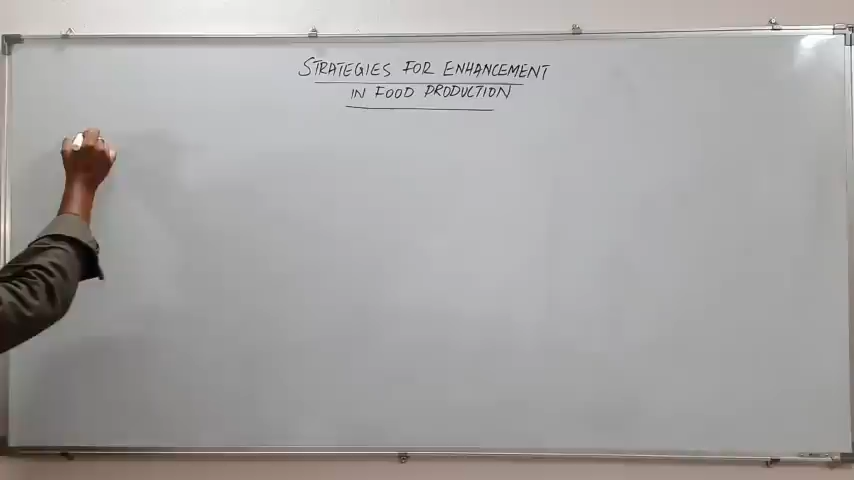 STRATEGIES FOR ENHANCEMENT
IN FOOD PRODUCTION